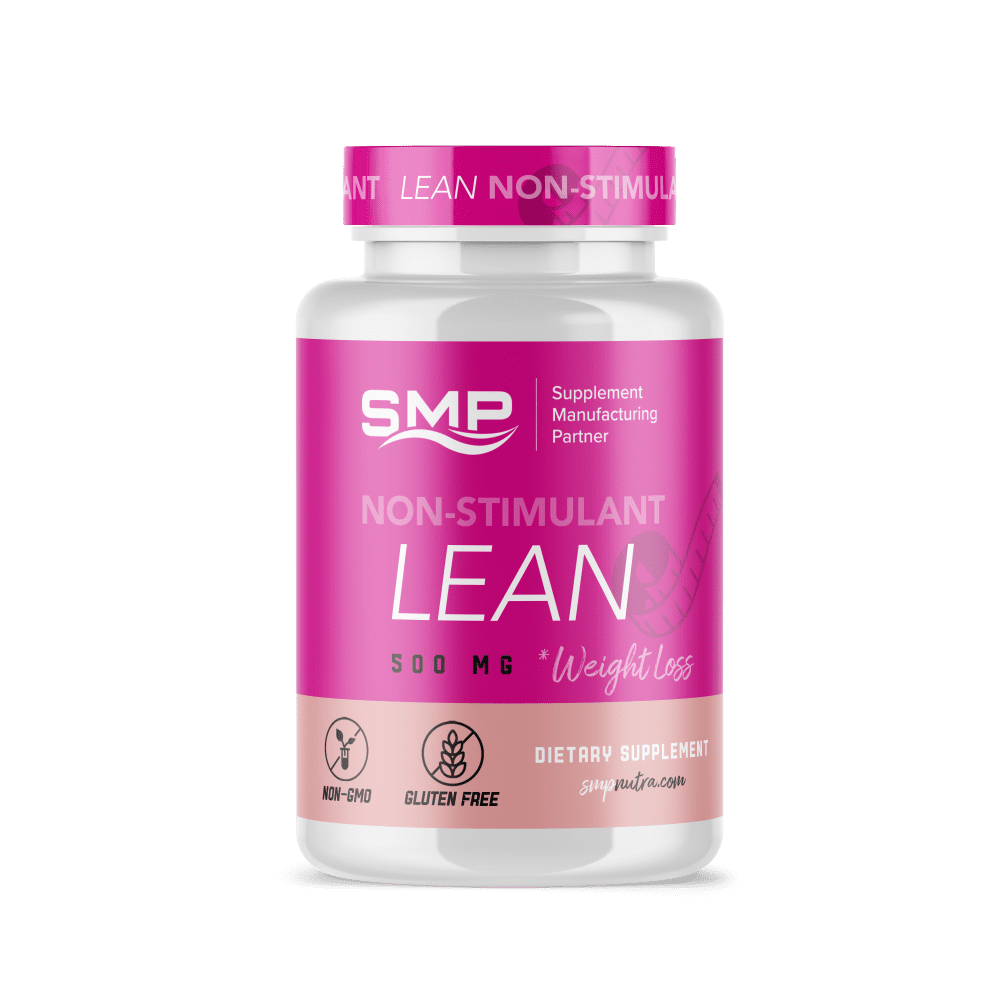 ANT LEAN NON-STIMULA
SMP
Supplement
Manufacturing
Partner
NON-STIMULANT
LEAN
500 MG *Weight Loss
NON-GMO
GLUTEN FREE
DIETARY SUPPLEMENT
smpnutra.com